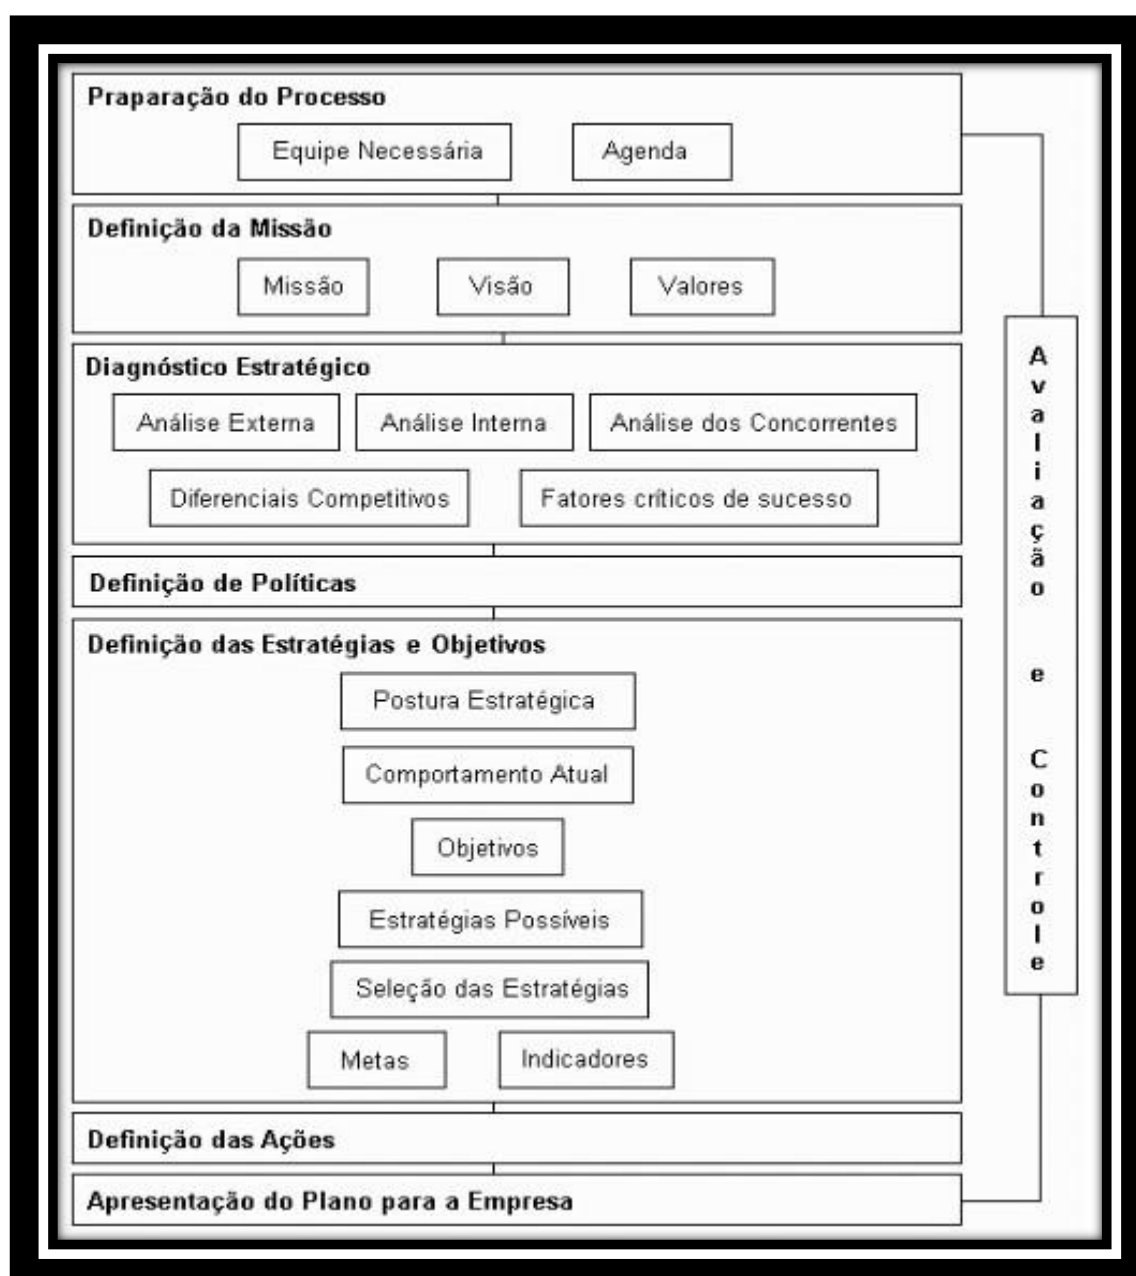 Praparação do Processo
Equipe Necessária Agenda
Definição da Missão
Missão Visão Valores
Diagnóstico Estratégico
Análise Externa Análise Interna Análise dos Concorrentes
Diferenciais Competitivos Fatores críticos de sucesso
Definição de Políticas
Definição das Estratégias e Objetivos
Postura Estratégica
Comportamento Atual
Objetivos
Estratégias Possíveis
Seleção das Estratégias
Metas Indicadores
Definição das Ações
Apresentação do Plano para a Empresa
Avaliação e Controle